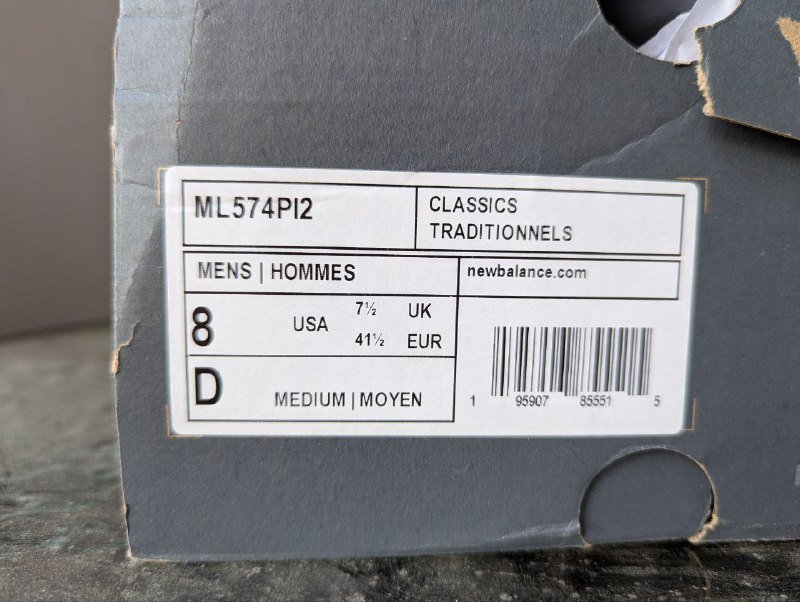 ML574PI2
CLASSICS
TRADITIONNELS
MENS | HOMMES
newbalance.com
8 USA 7½ UK
41½ EUR
D MEDIUM | MOYEN
1 95907 85551 5